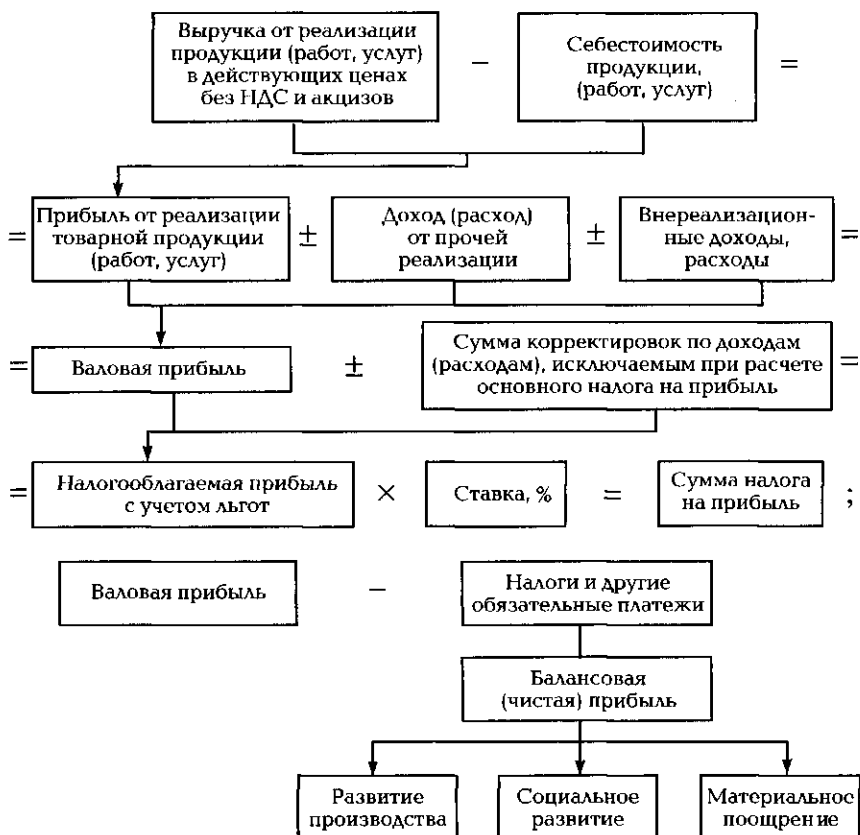 Выручка от реализации
продукции (работ, услуг)
в действующих ценах
без НДС и акцизов
−
Себестоимость
продукции,
(работ, услуг)
=
=
Прибыль от реализации
товарной продукции
(работ, услуг)
±
Доход (расход)
от прочей
реализации
±
Внереализацион-
ные доходы,
расходы
=
=
Валовая прибыль
±
Сумма корректировок по доходам
(расходам), исключаемым при расчете
основного налога на прибыль
=
=
Налогооблагаемая прибыль
с учетом льгот
×
Ставка, %
=
Сумма налога
на прибыль
;
Валовая прибыль
−
Налоги и другие
обязательные платежи
Балансовая
(чистая) прибыль
Развитие
производства
Социальное
развитие
Материальное
поощрение